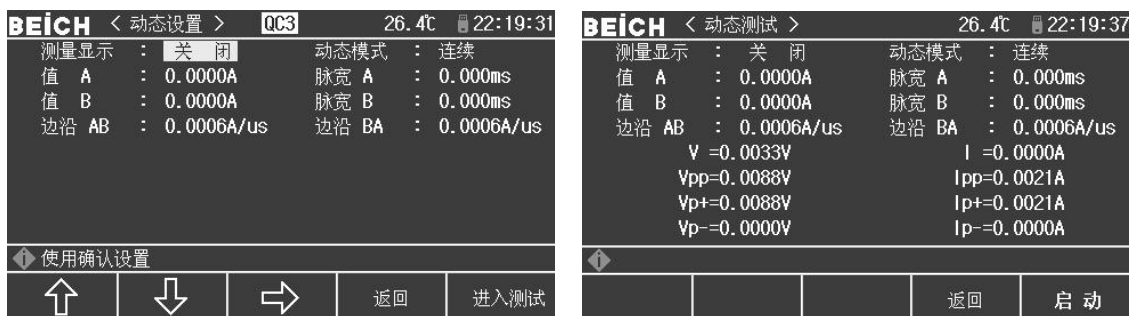 BEICH < 动态设置 > QC3 26.4℃ 22:19:31
测量显示 : 关 闭 动态模式 : 连续
值 A : 0.0000A 脉宽 A : 0.000ms
值 B : 0.0000A 脉宽 B : 0.000ms
边沿 AB : 0.0006A/us 边沿 BA : 0.0006A/us
使用确认设置
返回 进入测试
BEICH < 动态测试 > 26.4℃ 22:19:37
测量显示 : 关 闭 动态模式 : 连续
值 A : 0.0000A 脉宽 A : 0.000ms
值 B : 0.0000A 脉宽 B : 0.000ms
边沿 AB : 0.0006A/us 边沿 BA : 0.0006A/us
V =0.0033V I =0.0000A
Vpp=0.0088V Ipp=0.0021A
Vp+=0.0088V Ip+=0.0021A
Vp-=0.0000V Ip-=0.0000A
返回 启 动